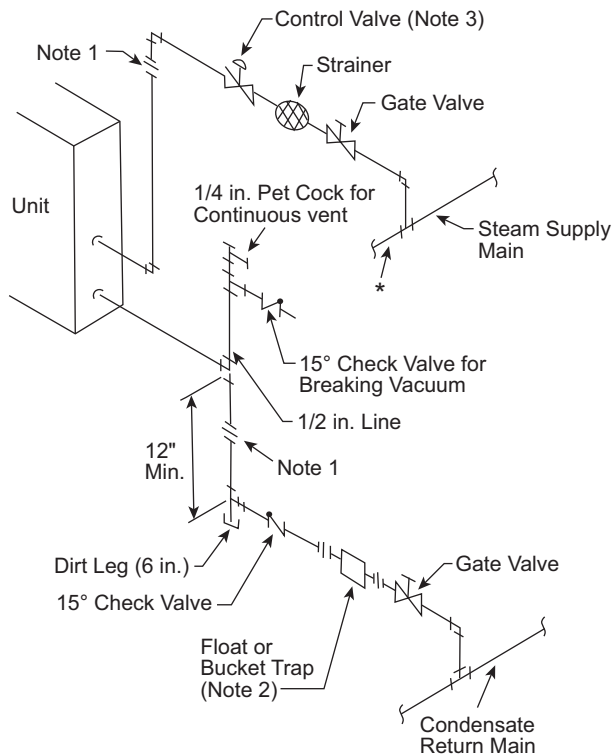 Control Valve (Note 3)
Note 1
Strainer
Gate Valve
1/4 in. Pet Cock for
Continuous vent
Unit
Steam Supply
Main
*
15° Check Valve for
Breaking Vacuum
1/2 in. Line
12"
Min.
Note 1
Dirt Leg (6 in.)
15° Check Valve
Gate Valve
Float or
Bucket Trap
(Note 2)
Condensate
Return Main